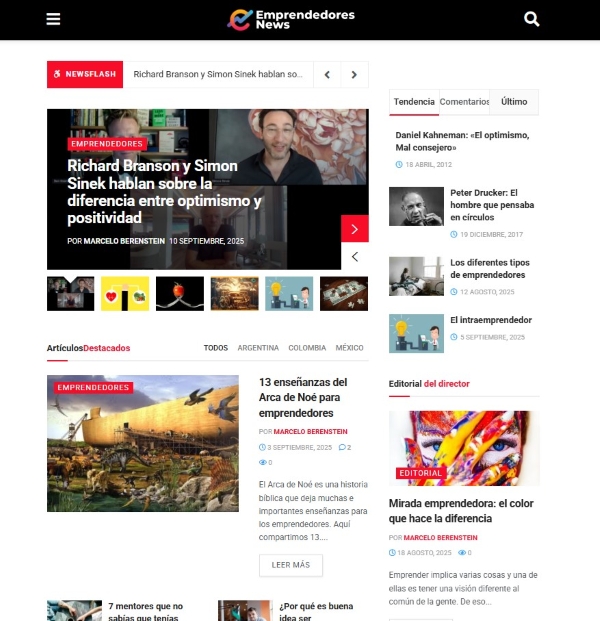 Emprendedores
News
NEWSFLASH
Richard Branson y Simon Sinek hablan so...
EMPRENDEDORES
Richard Branson y Simon
Sinek hablan sobre la
diferencia entre optimismo y
positividad
POR MARCELO BERENSTEIN 10 SEPTIEMBRE, 2025
ArtículosDestacados
TODOS ARGENTINA COLOMBIA MÉXICO
EMPRENDEDORES
13 enseñanzas del
Arca de Noé para
emprendedores
POR MARCELO BERENSTEIN
3 SEPTIEMBRE, 2025 2
0
El Arca de Noé es una historia
bíblica que deja muchas e
importantes enseñanzas para
los emprendedores. Aquí
compartimos 13....
LEER MÁS
7 mentores que no
sabías que tenías
¿Por qué es buena
idea ser
Tendencia Comentarios Último
Daniel Kahneman: «El optimismo,
Mal consejero»
18 ABRIL, 2012
Peter Drucker: El
hombre que pensaba
en círculos
19 DICIEMBRE, 2017
Los diferentes tipos
de emprendedores
12 AGOSTO, 2025
El intraemprendedor
5 SEPTIEMBRE, 2025
Editorial del director
EDITORIAL
Mirada emprendedora: el color
que hace la diferencia
POR MARCELO BERENSTEIN
18 AGOSTO, 2025 0
Emprender implica varias cosas y una de
ellas es tener una visión diferente al
común de la gente. De eso...